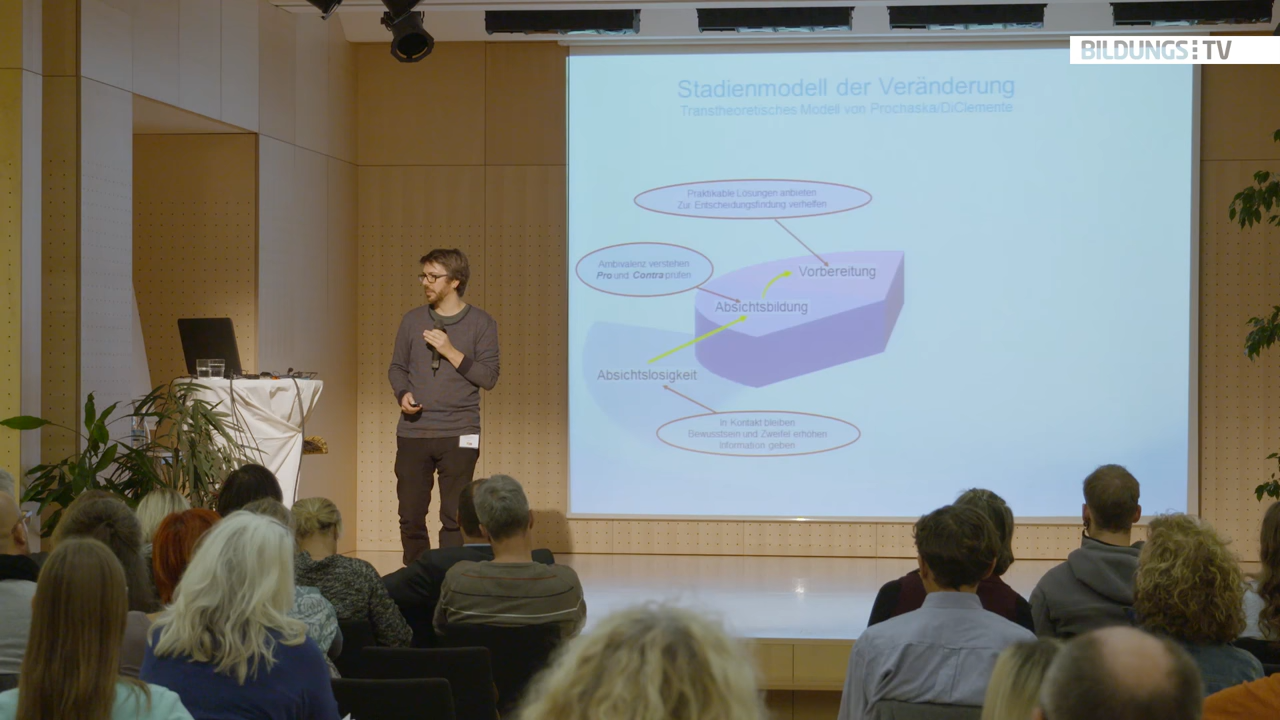 BILDUNGS:TV
Stadienmodell der Veränderung
Transtheoretisches Modell von Prochaska/DiClemente
Praktikable Lösungen anbieten
Zur Entscheidungsfindung verhelfen
Ambivalenz verstehen
Pro und Contra prüfen
Vorbereitung
Absichtsbildung
Absichtslosigkeit
In Kontakt bleiben
Bewusstsein und Zweifel erhöhen
Information geben